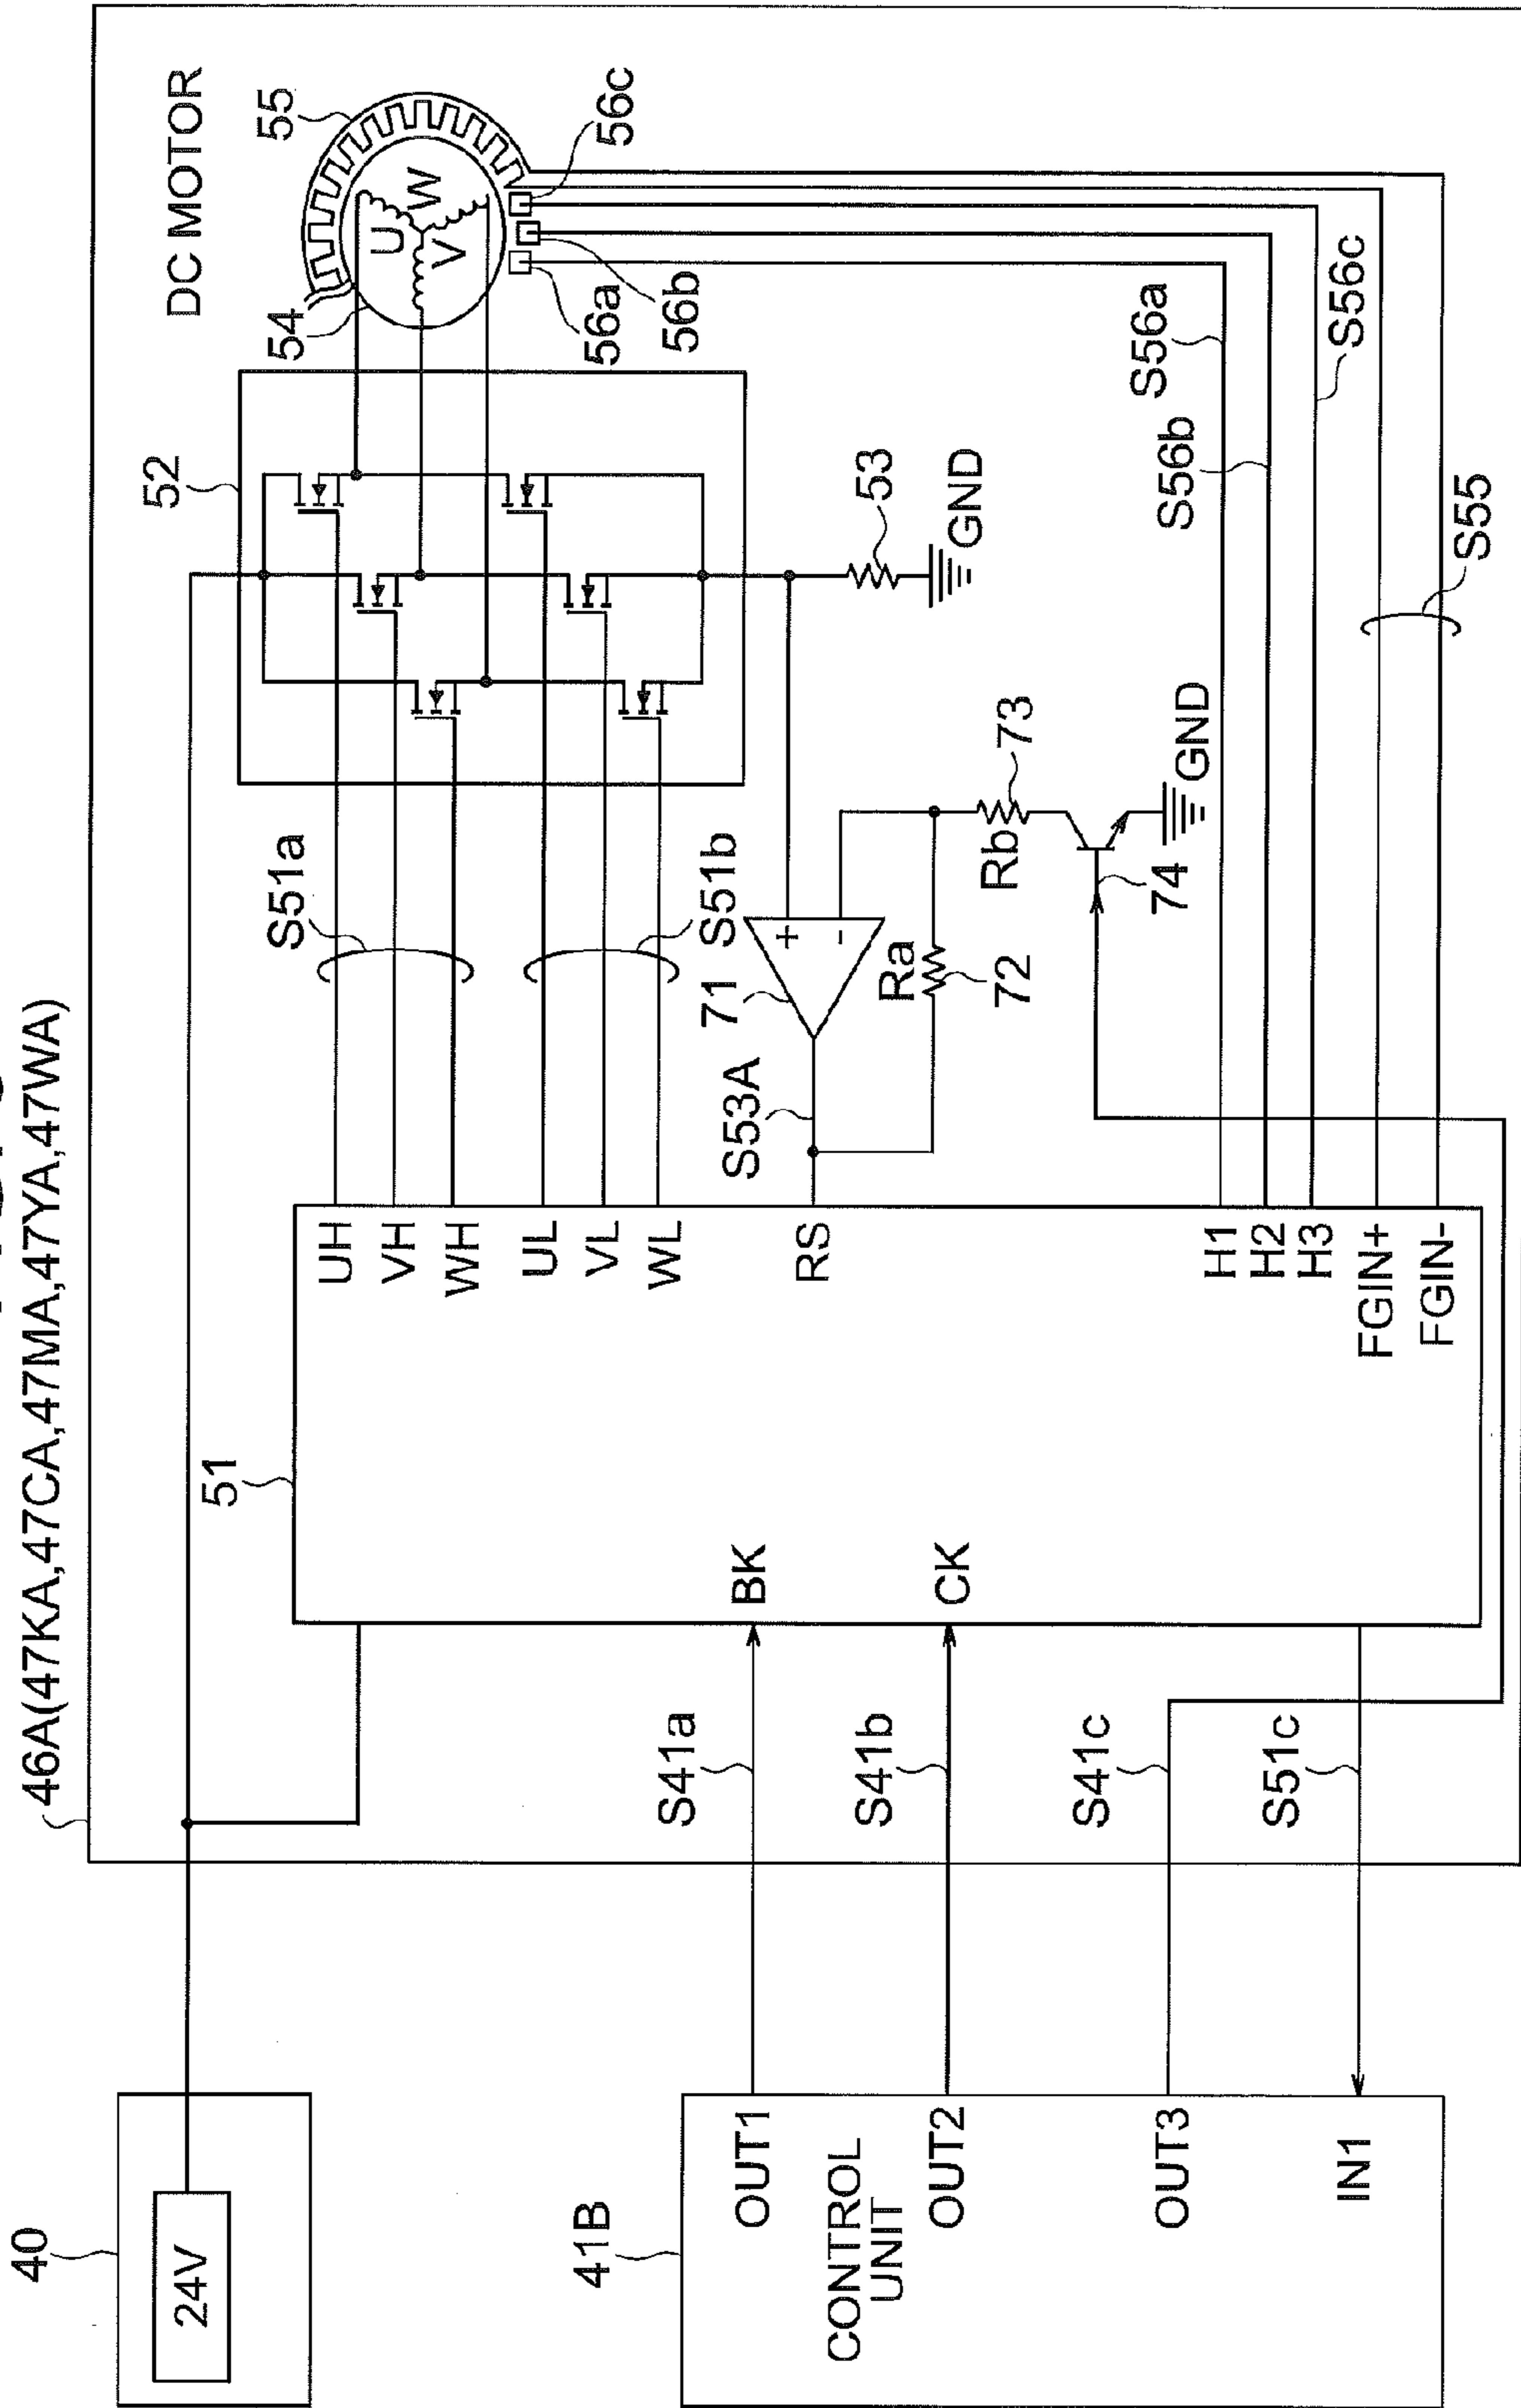 46A(47KA,47CA,47MA,47YA,47WA)
40
24V
41B
CONTROL
UNIT
OUT1
OUT2
OUT3
IN1
S41a
S41b
S41c
S51c
51
BK
CK
UH
VH
WH
UL
VL
WL
RS
H1
H2
H3
FGIN+
FGIN-
S51a
S51b
S53A
71
+
-
Ra
72
Rb
73
74
GND
52
53
GND
DC MOTOR
54
55
U
V
W
56a
56b
56c
S56a
S56b
S56c
S55